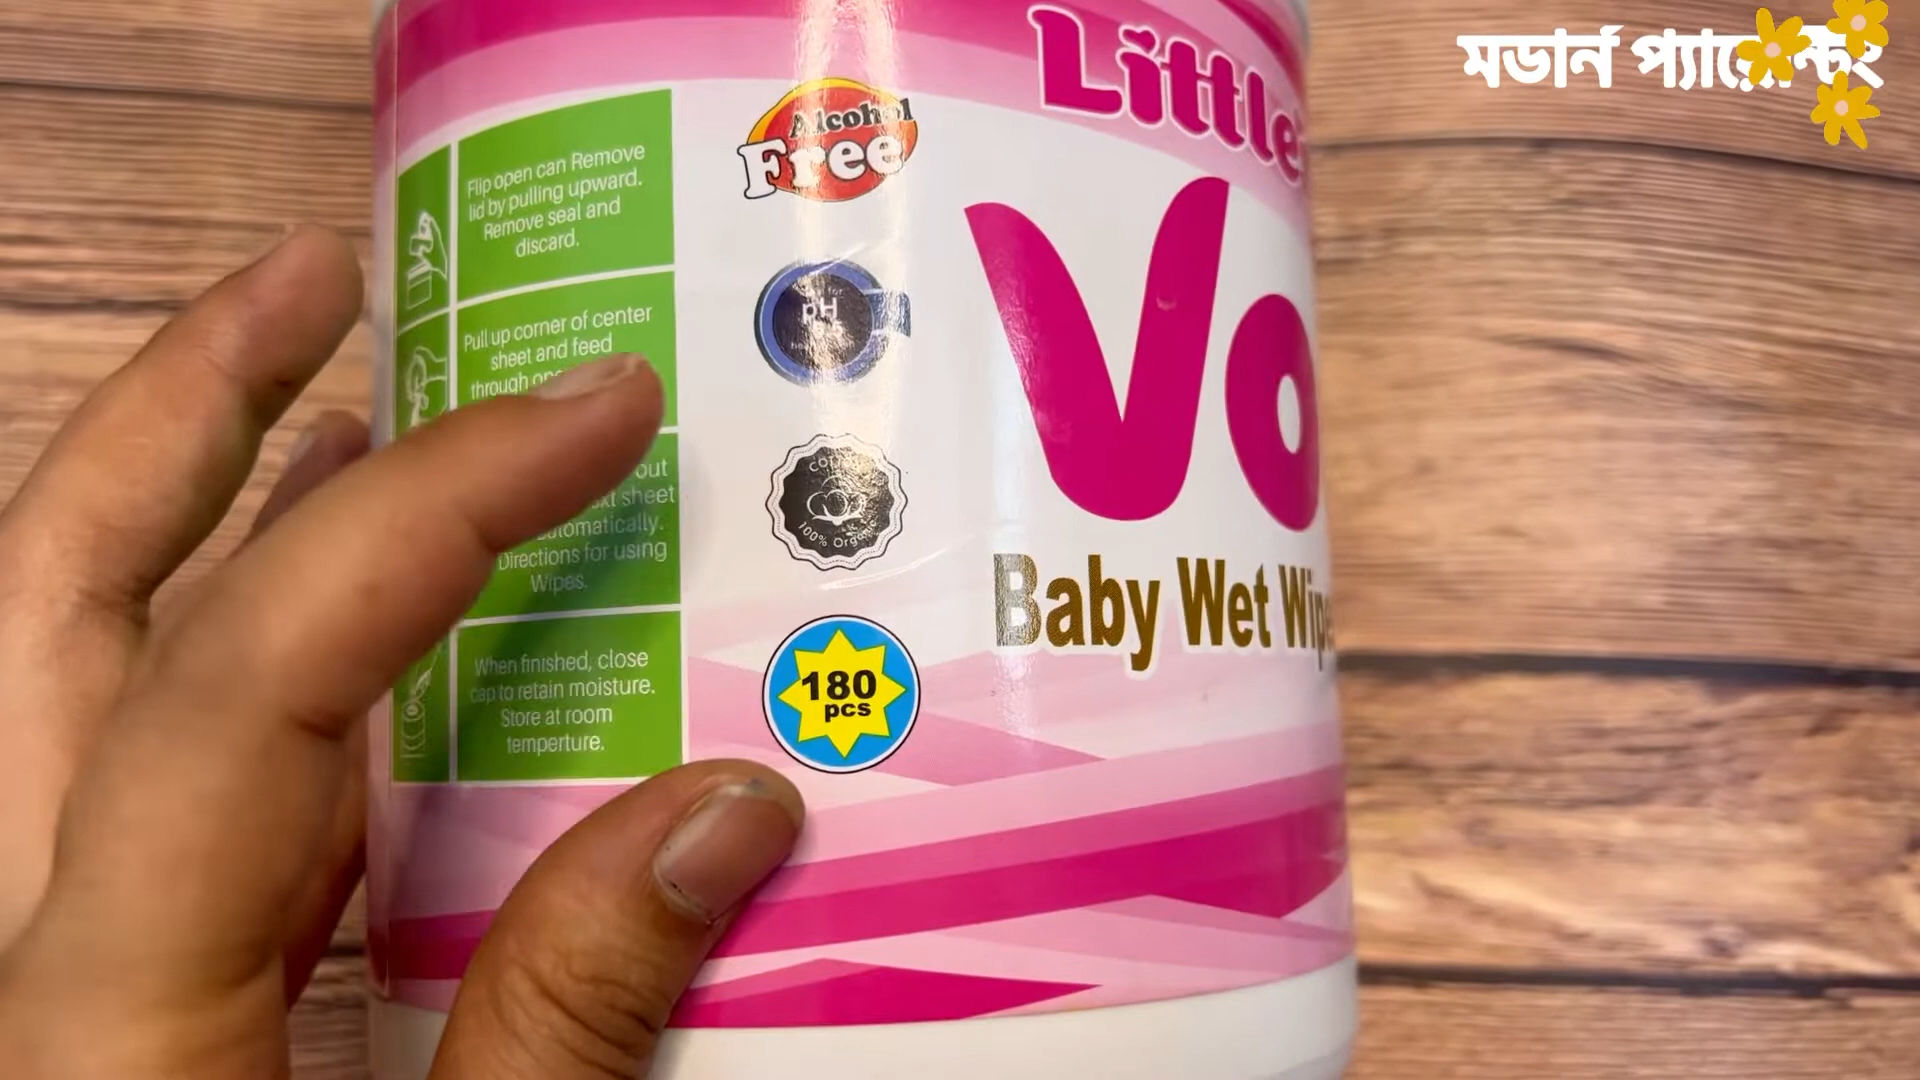 মডার্ন প্যারেন্টিং
Little
Vo
Baby Wet Wipe
Alcohol
Free
pH
100% Organic
180
pcs
Flip open can Remove
lid by pulling upward.
Remove seal and
discard.
Pull up corner of center
sheet and feed
through
out
sheet
automatically.
Directions for using
Wipes.
When finished, close
cap to retain moisture.
Store at room
temperture.